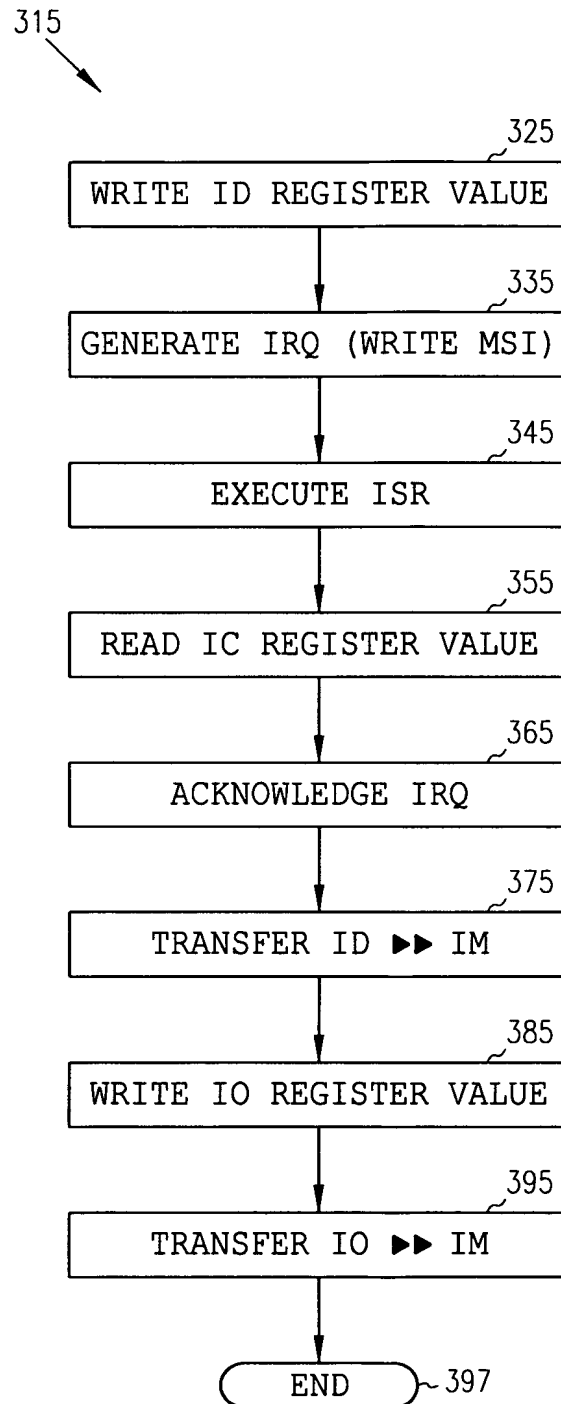 315
325
WRITE ID REGISTER VALUE
335
GENERATE IRQ (WRITE MSI)
345
EXECUTE ISR
355
READ IC REGISTER VALUE
365
ACKNOWLEDGE IRQ
375
TRANSFER ID ▶▶ IM
385
WRITE IO REGISTER VALUE
395
TRANSFER IO ▶▶ IM
END 397